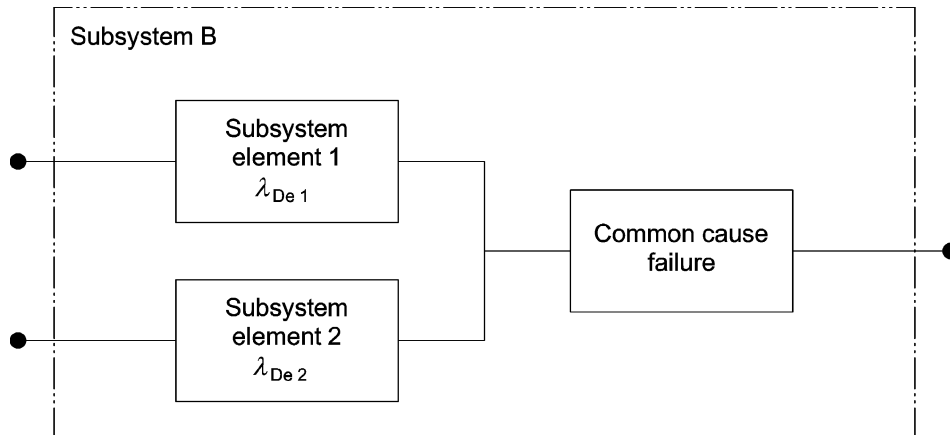 Subsystem B
Subsystem
element 1
λDe 1
Subsystem
element 2
λDe 2
Common cause
failure